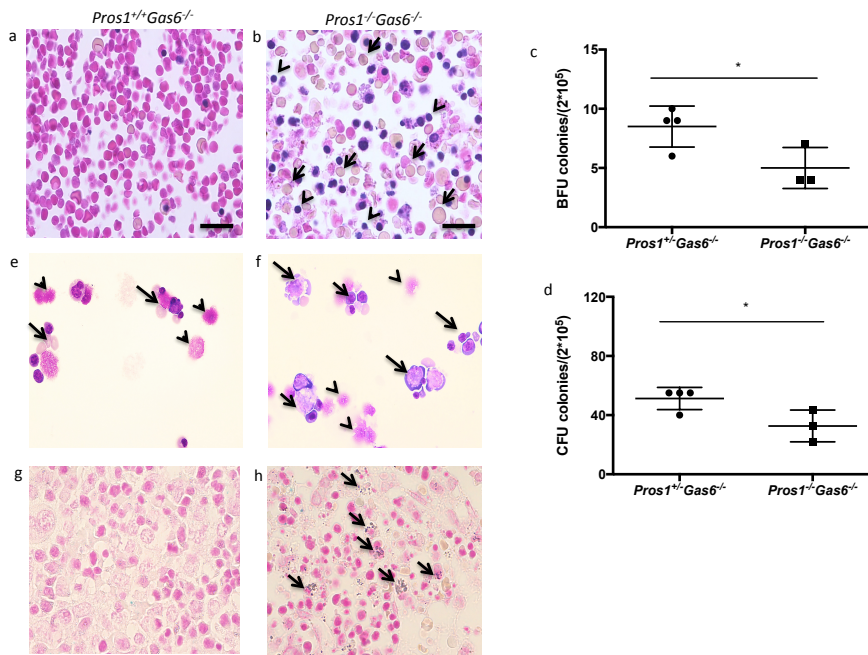 Pros1+/+Gas6-/-
Pros1-/-Gas6-/-
a
b
c
15
10
5
0
BFU colonies/(2*10⁵)
*
Pros1+/-Gas6-/-
Pros1-/-Gas6-/-
e
f
d
120
80
40
0
CFU colonies/(2*10⁵)
*
Pros1+/-Gas6-/-
Pros1-/-Gas6-/-
g
h